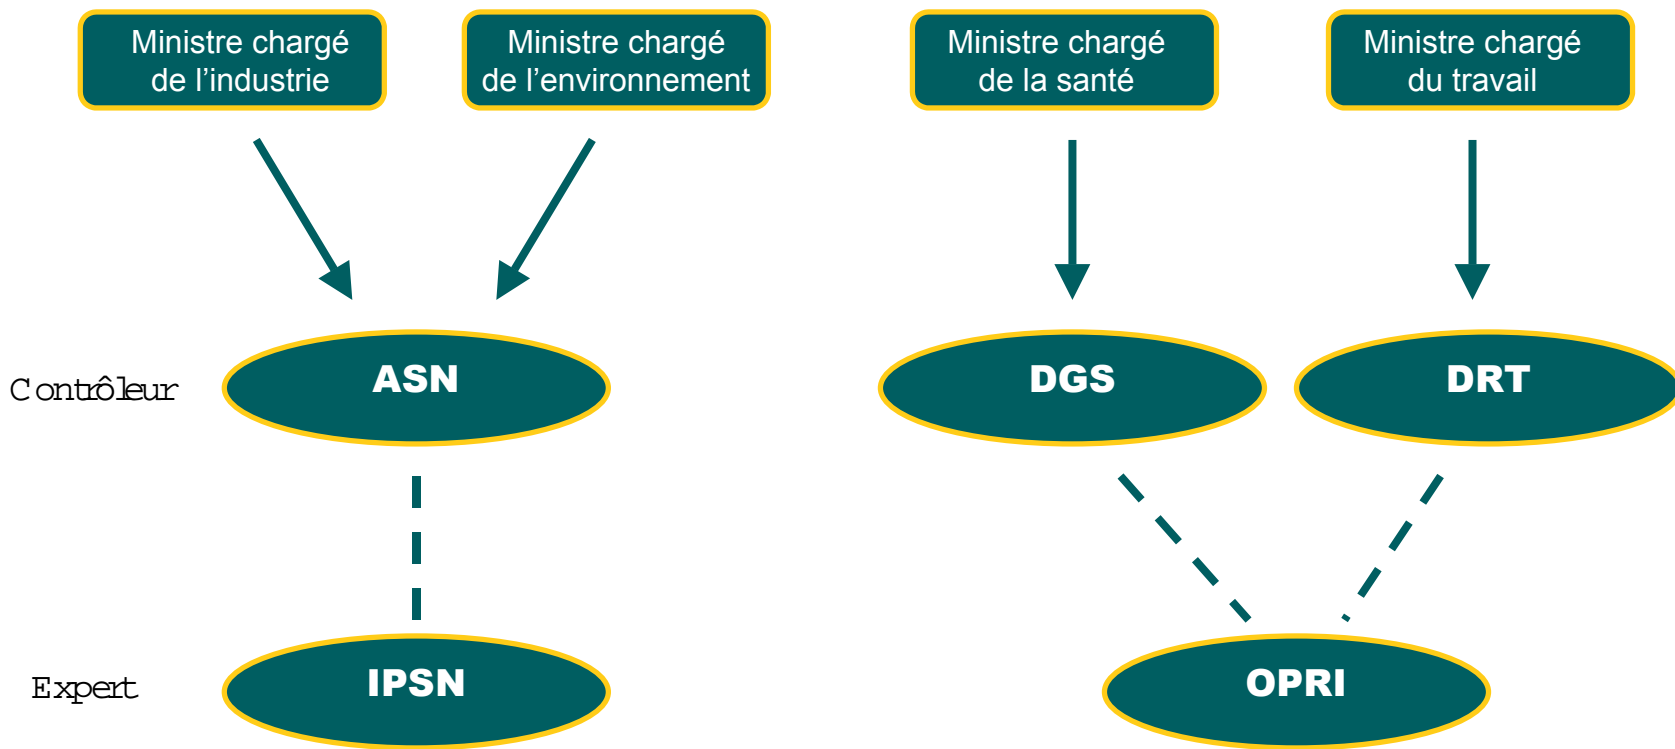 Ministre chargé
de l’industrie
Ministre chargé
de l’environnement
Ministre chargé
de la santé
Ministre chargé
du travail
Contrôleur
ASN
DGS
DRT
Expert
IPSN
OPRI